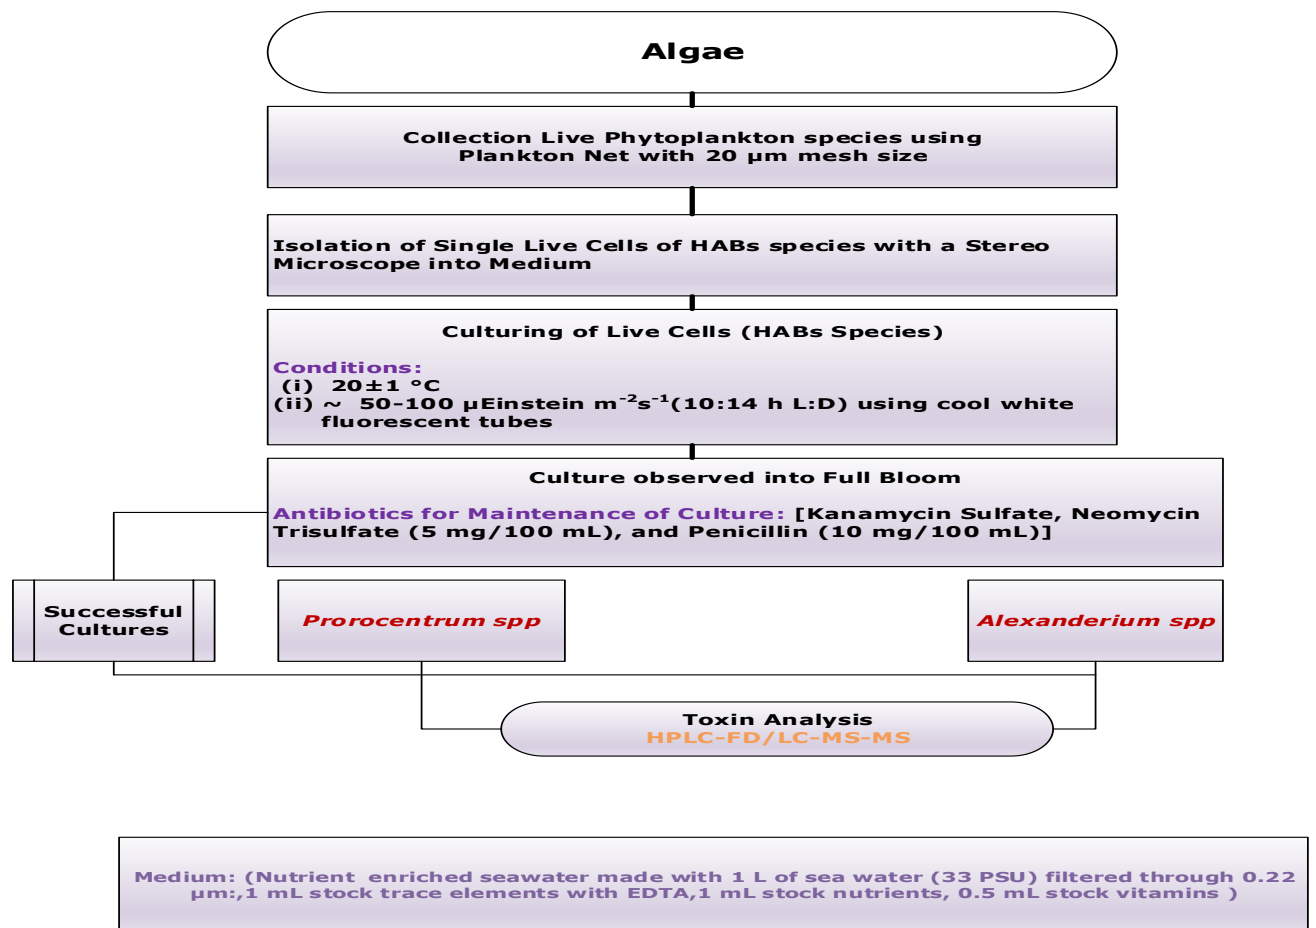 Algae
Collection Live Phytoplankton species using
Plankton Net with 20 µm mesh size
Isolation of Single Live Cells of HABs species with a Stereo
Microscope into Medium
Culturing of Live Cells (HABs Species)
Conditions:
(i) 20±1 °C
(ii) ~ 50-100 µEinstein m⁻²s⁻¹(10:14 h L:D) using cool white
fluorescent tubes
Culture observed into Full Bloom
Antibiotics for Maintenance of Culture: [Kanamycin Sulfate, Neomycin
Trisulfate (5 mg/100 mL), and Penicillin (10 mg/100 mL)]
Successful
Cultures
Prorocentrum spp
Alexanderium spp
Toxin Analysis
HPLC-FD/LC-MS-MS
Medium: (Nutrient enriched seawater made with 1 L of sea water (33 PSU) filtered through 0.22
µm:,1 mL stock trace elements with EDTA,1 mL stock nutrients, 0.5 mL stock vitamins )